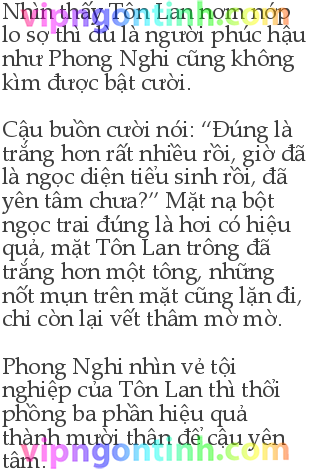 vipngontinh.com
Nhìn thấy Tôn Lan nơm nớp
lo sợ thì dù là người phúc hậu
như Phong Nghi cũng không
kìm được bật cười.
Cậu buồn cười nói: “Đúng là
trắng hơn rất nhiều rồi, giờ đã
là ngọc diện tiểu sinh rồi, đã
yên tâm chưa?” Mặt nạ bột
ngọc trai đúng là hơi có hiệu
quả, mặt Tôn Lan trông đã
trắng hơn một tông, những
nốt mụn trên mặt cũng lặn đi,
chỉ còn lại vết thâm mờ mờ.
Phong Nghi nhìn vẻ tội
nghiệp của Tôn Lan thì thổi
phồng ba phần hiệu quả
thành mười thân để cậu yên
tâm.
vipngontinh.com